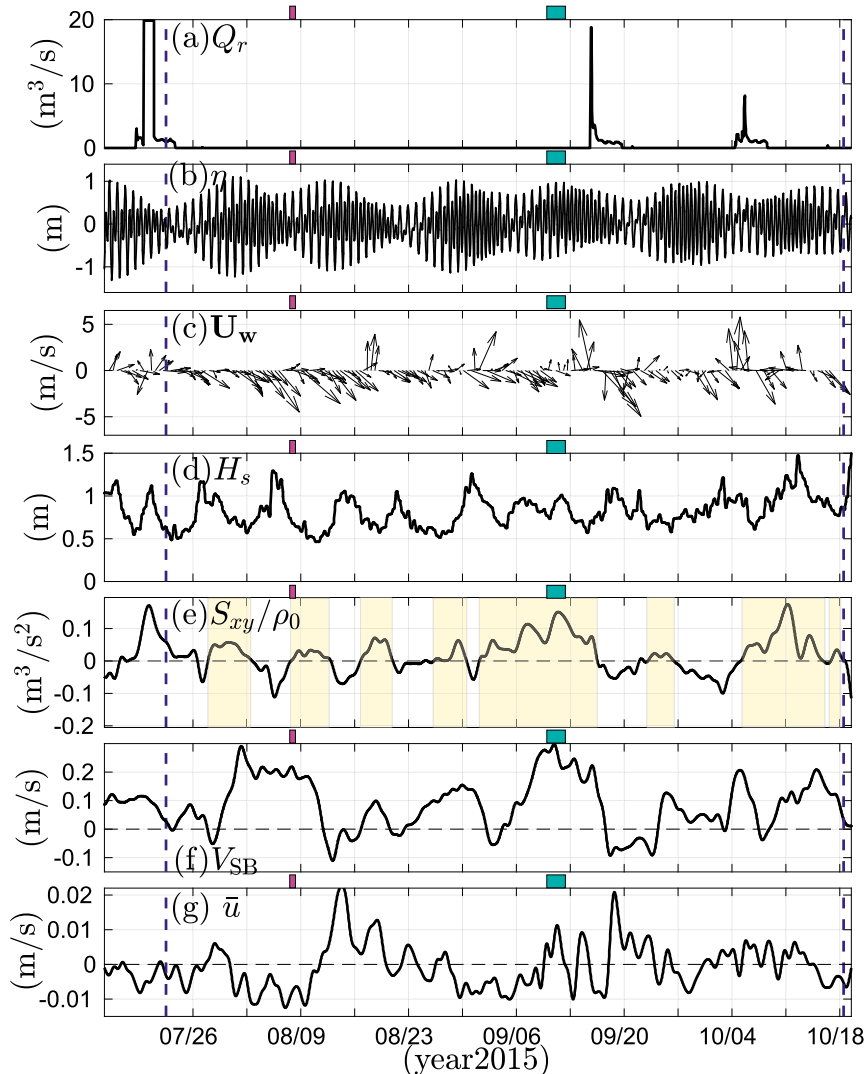 (a) Q_r
20
10
0
(m³/s)
(b) η
1
0
-1
(m)
(c) U_w
5
0
-5
(m/s)
(d) H_s
1.5
1
0.5
0
(m)
(e) S_xy/ρ_0
0.1
0
-0.1
-0.2
(m³/s²)
0.2
0.1
0
-0.1
(m/s)
(f) V_SB
(g) ū
0.02
0.01
0
-0.01
(m/s)
07/26 08/09 08/23 09/06 09/20 10/04 10/18
(year2015)